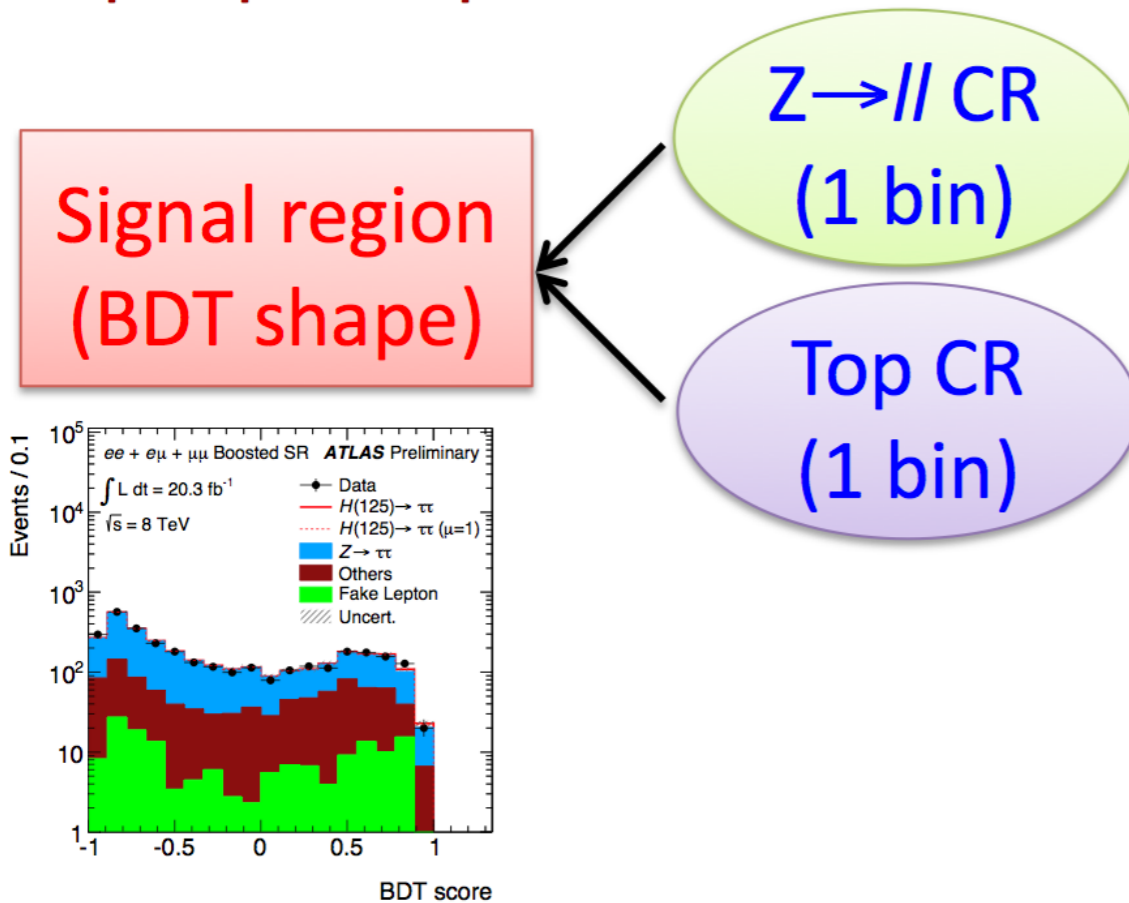 Signal region
(BDT shape)
Z→ll CR
(1 bin)
Top CR
(1 bin)
Events / 0.1
10⁵
10⁴
10³
10²
10
1
ee + eμ + μμ Boosted SR ATLAS Preliminary
∫ L dt = 20.3 fb⁻¹
√s = 8 TeV
Data
H(125)→ ττ
H(125)→ ττ (μ=1)
Z→ ττ
Others
Fake Lepton
Uncert.
-1 -0.5 0 0.5 1
BDT score